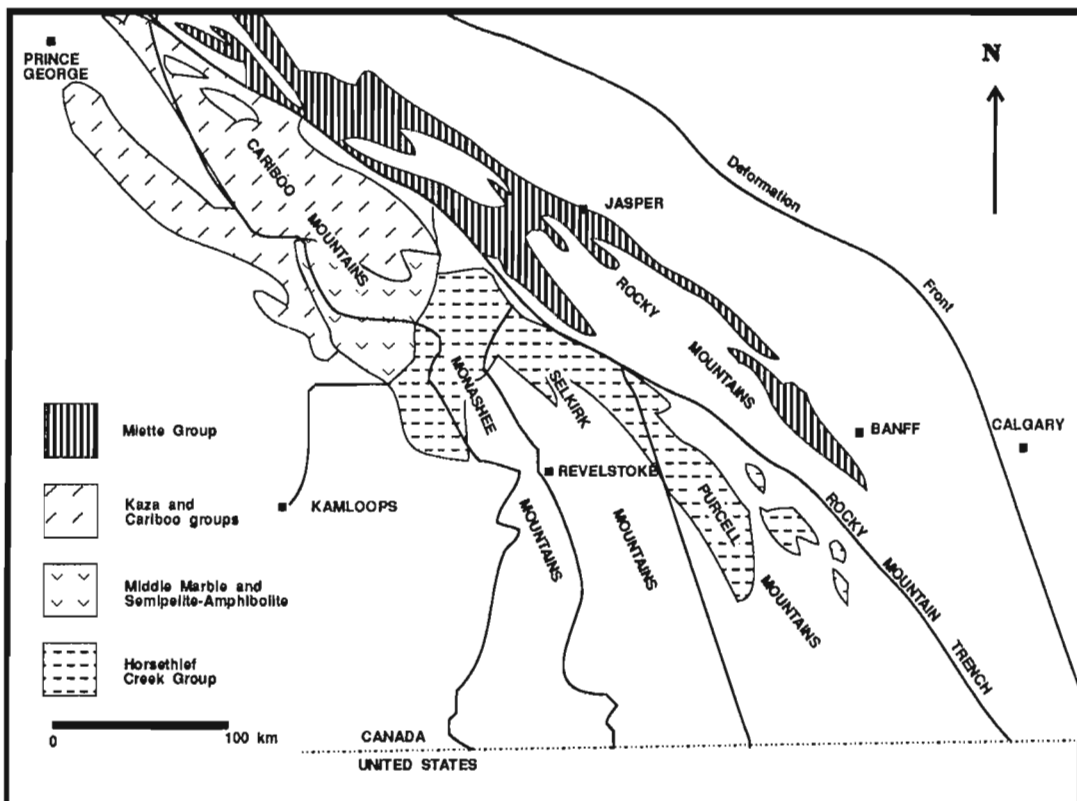 PRINCE
GEORGE
N
CARIBOO
MOUNTAINS
Deformation
Front
JASPER
ROCKY
MOUNTAINS
MONASHEE
MOUNTAINS
SELKIRK
MOUNTAINS
BANFF
CALGARY
REVELSTOKE
PURCELL
MOUNTAINS
ROCKY
MOUNTAIN
TRENCH
KAMLOOPS
Miette Group
Kaza and
Cariboo groups
Middle Marble and
Semipelite-Amphibolite
Horsethief
Creek Group
0 100 km
CANADA
UNITED STATES